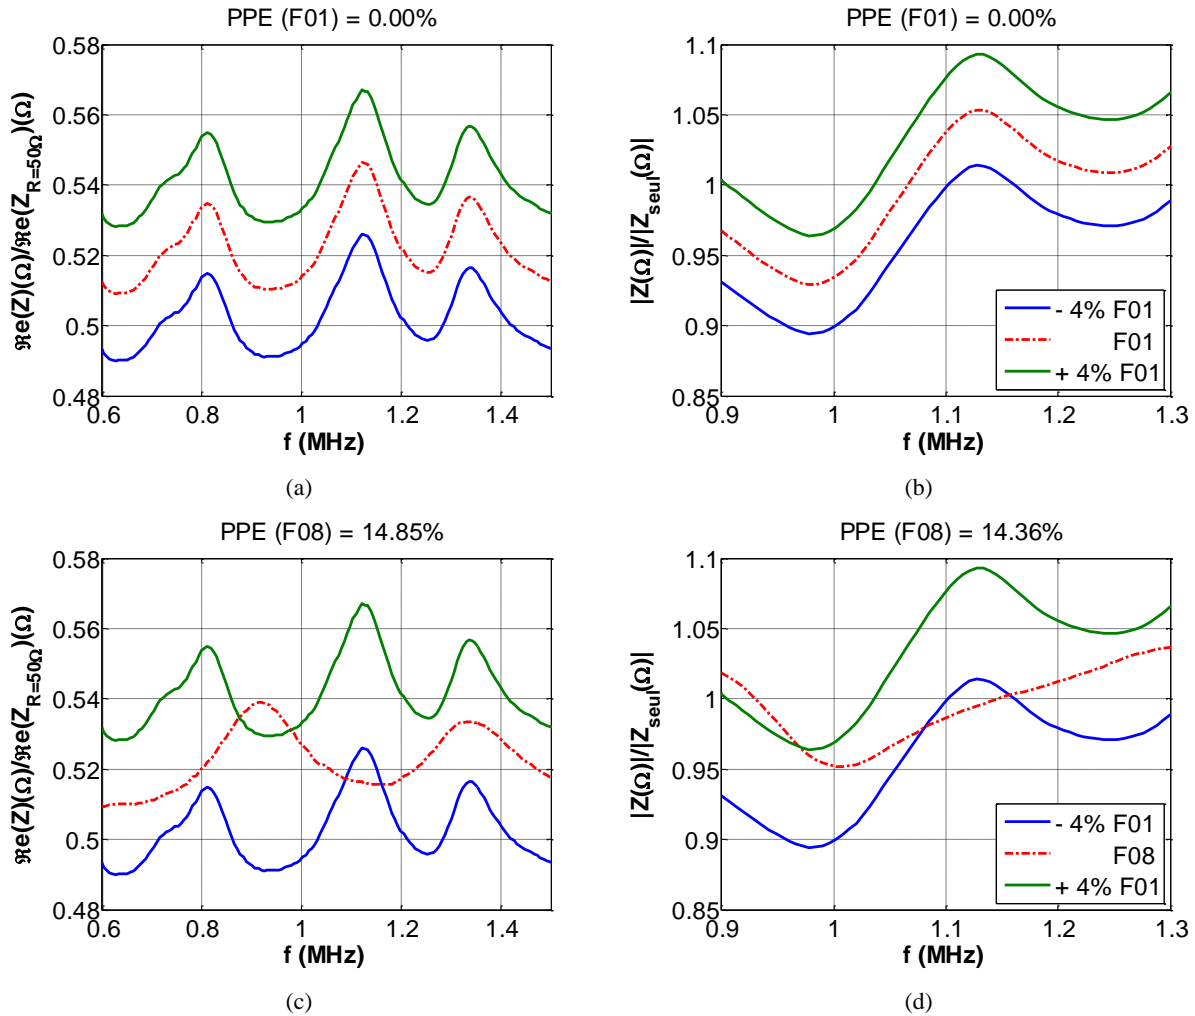 PPE (F01) = 0.00%
0.58
0.56
0.54
0.52
0.5
0.48
0.6 0.8 1 1.2 1.4
ℜe(Z)(Ω)/ℜe(Z_R=50Ω)(Ω)
f (MHz)
(a)
PPE (F01) = 0.00%
1.1
1.05
1
0.95
0.9
0.85
0.9 1 1.1 1.2 1.3
|Z(Ω)|/|Z_seul(Ω)|
f (MHz)
- 4% F01
F01
+ 4% F01
(b)
PPE (F08) = 14.85%
0.58
0.56
0.54
0.52
0.5
0.48
0.6 0.8 1 1.2 1.4
ℜe(Z)(Ω)/ℜe(Z_R=50Ω)(Ω)
f (MHz)
(c)
PPE (F08) = 14.36%
1.1
1.05
1
0.95
0.9
0.85
0.9 1 1.1 1.2 1.3
|Z(Ω)|/|Z_seul(Ω)|
f (MHz)
- 4% F01
F08
+ 4% F01
(d)